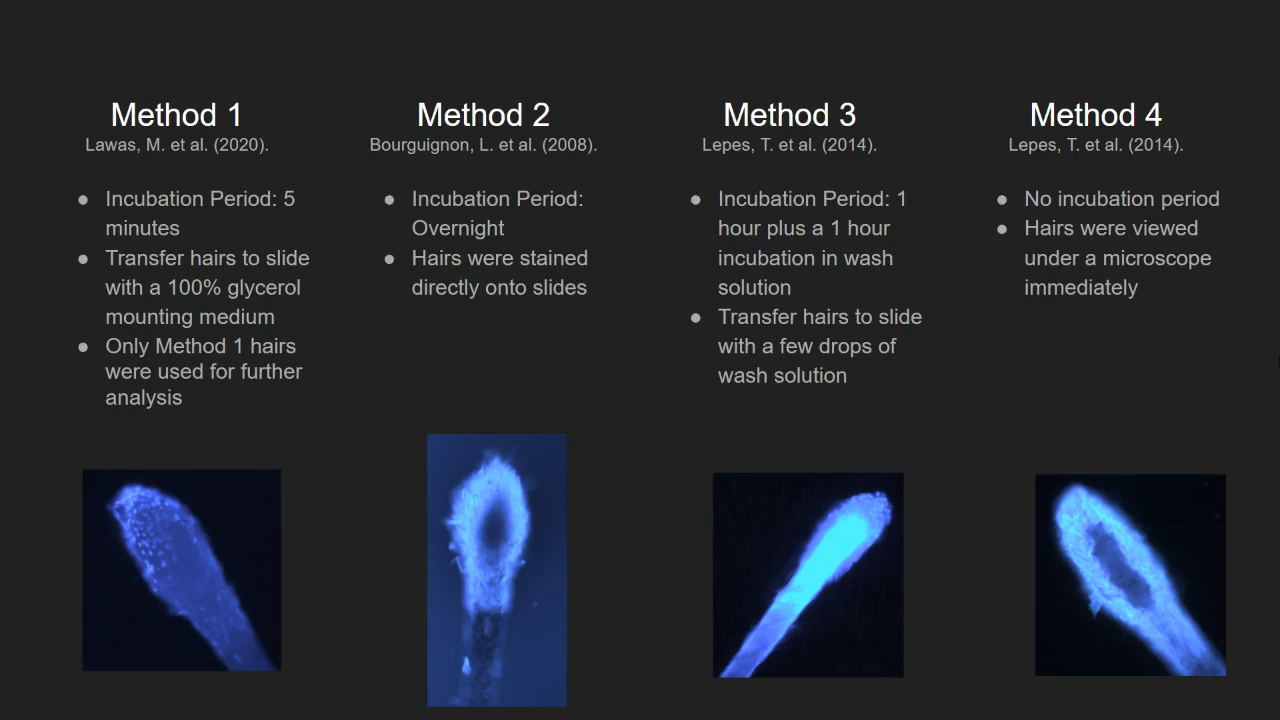 Method 1
Lawas, M. et al. (2020).
● Incubation Period: 5
minutes
● Transfer hairs to slide
with a 100% glycerol
mounting medium
● Only Method 1 hairs
were used for further
analysis
Method 2
Bourguignon, L. et al. (2008).
● Incubation Period:
Overnight
● Hairs were stained
directly onto slides
Method 3
Lepes, T. et al. (2014).
● Incubation Period: 1
hour plus a 1 hour
incubation in wash
solution
● Transfer hairs to slide
with a few drops of
wash solution
Method 4
Lepes, T. et al. (2014).
● No incubation period
● Hairs were viewed
under a microscope
immediately